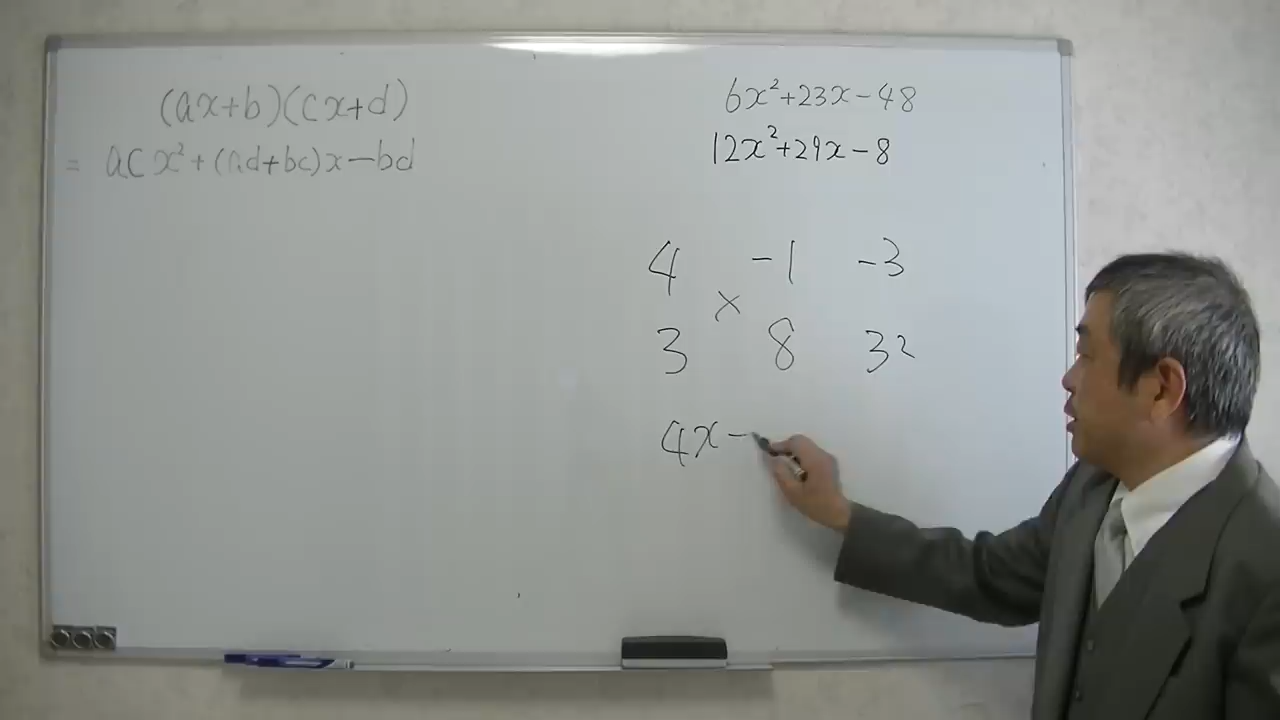 (ax+b)(cx+d)
= acx²+(ad+bc)x-bd
6x²+23x-48
12x²+29x-8
4 -1 -3
×
3 8 32
4x-